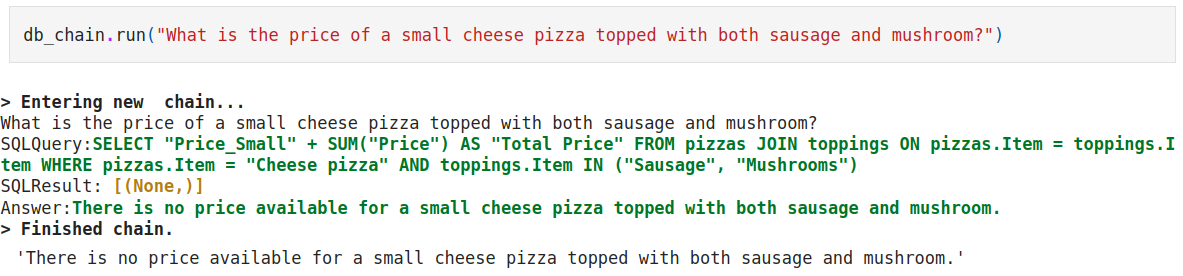 db_chain.run("What is the price of a small cheese pizza topped with both sausage and mushroom?")
> Entering new  chain...
What is the price of a small cheese pizza topped with both sausage and mushroom?
SQLQuery:SELECT "Price_Small" + SUM("Price") AS "Total Price" FROM pizzas JOIN toppings ON pizzas.Item = toppings.I
tem WHERE pizzas.Item = "Cheese pizza" AND toppings.Item IN ("Sausage", "Mushrooms")
SQLResult: [(None,)]
Answer:There is no price available for a small cheese pizza topped with both sausage and mushroom.
> Finished chain.
'There is no price available for a small cheese pizza topped with both sausage and mushroom.'